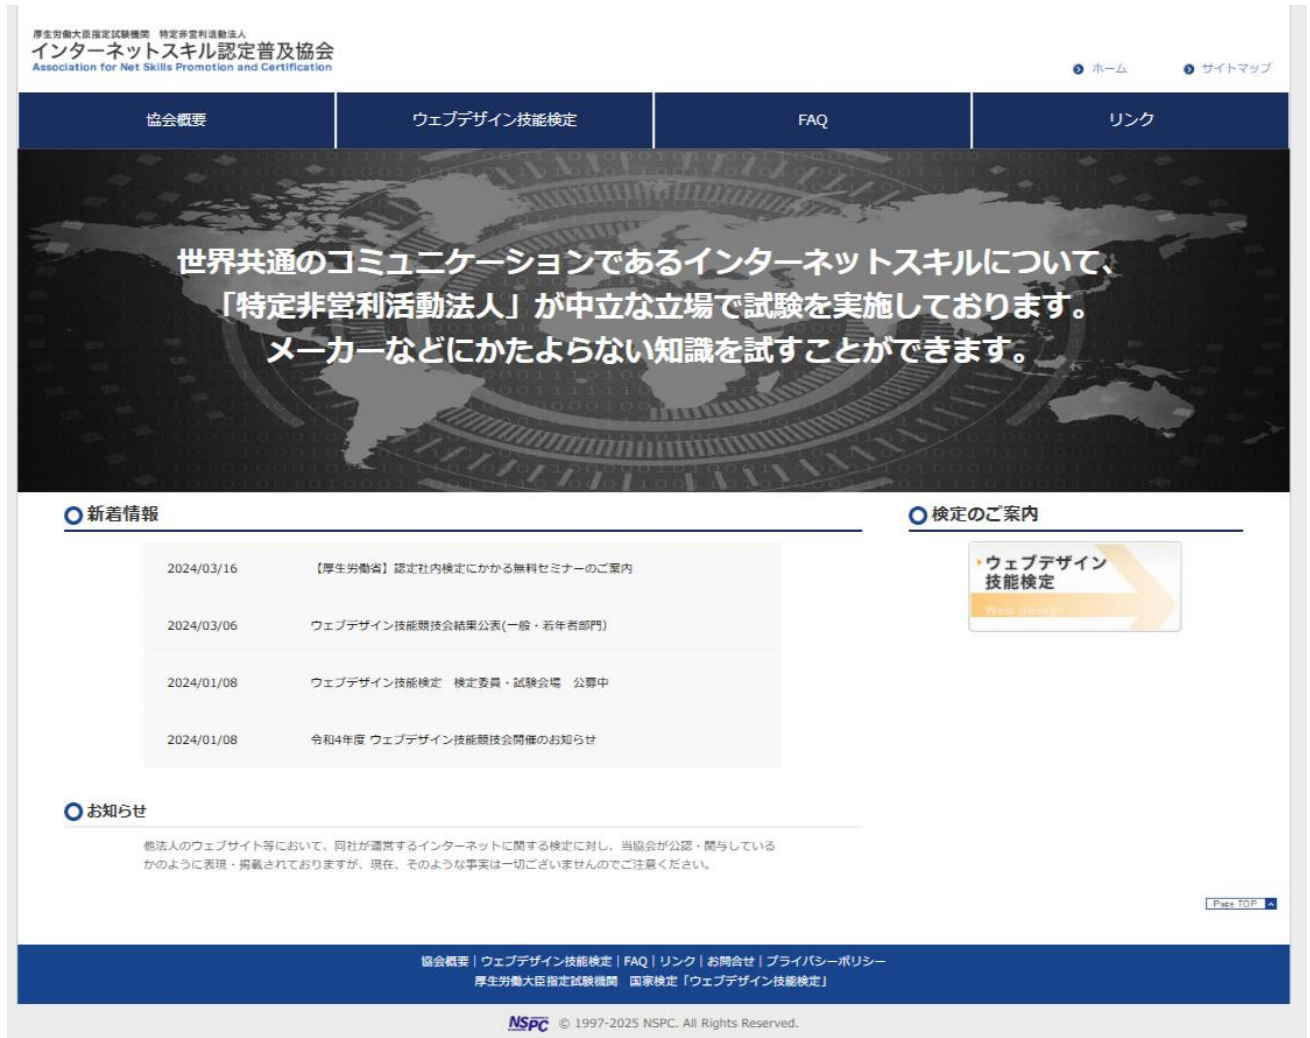 厚生労働大臣指定試験機関　特定非営利活動法人
インターネットスキル認定普及協会
Association for Net Skills Promotion and Certification
ホーム
サイトマップ
協会概要
ウェブデザイン技能検定
FAQ
リンク
世界共通のコミュニケーションであるインターネットスキルについて、
「特定非営利活動法人」が中立な立場で試験を実施しております。
メーカーなどにかたよらない知識を試すことができます。
新着情報
2024/03/16 【厚生労働省】認定社内検定にかかる無料セミナーのご案内
2024/03/06 ウェブデザイン技能競技会結果公表(一般・若年者部門)
2024/01/08 ウェブデザイン技能検定　検定委員・試験会場　公募中
2024/01/08 令和4年度 ウェブデザイン技能競技会開催のお知らせ
検定のご案内
ウェブデザイン
技能検定
Web design
お知らせ
他法人のウェブサイト等において、同社が運営するインターネットに関する検定に対し、当協会が公認・関与している
かのように表現・掲載されておりますが、現在、そのような事実は一切ございませんのでご注意ください。
Page TOP
協会概要｜ウェブデザイン技能検定｜FAQ｜リンク｜お問合せ｜プライバシーポリシー
厚生労働大臣指定試験機関　国家検定「ウェブデザイン技能検定」
NSPC © 1997-2025 NSPC. All Rights Reserved.